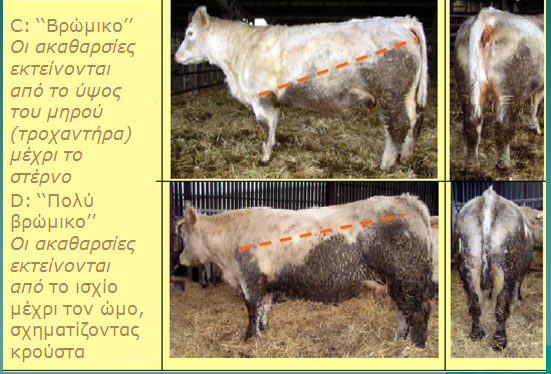 C: ‘‘Βρώμικο’’
Οι ακαθαρσίες
εκτείνονται
από το ύψος
του μηρού
(τροχαντήρα)
μέχρι το
στέρνο
D: ‘‘Πολύ
βρώμικο’’
Οι ακαθαρσίες
εκτείνονται
από το ισχίο
μέχρι τον ώμο,
σχηματίζοντας
κρούστα